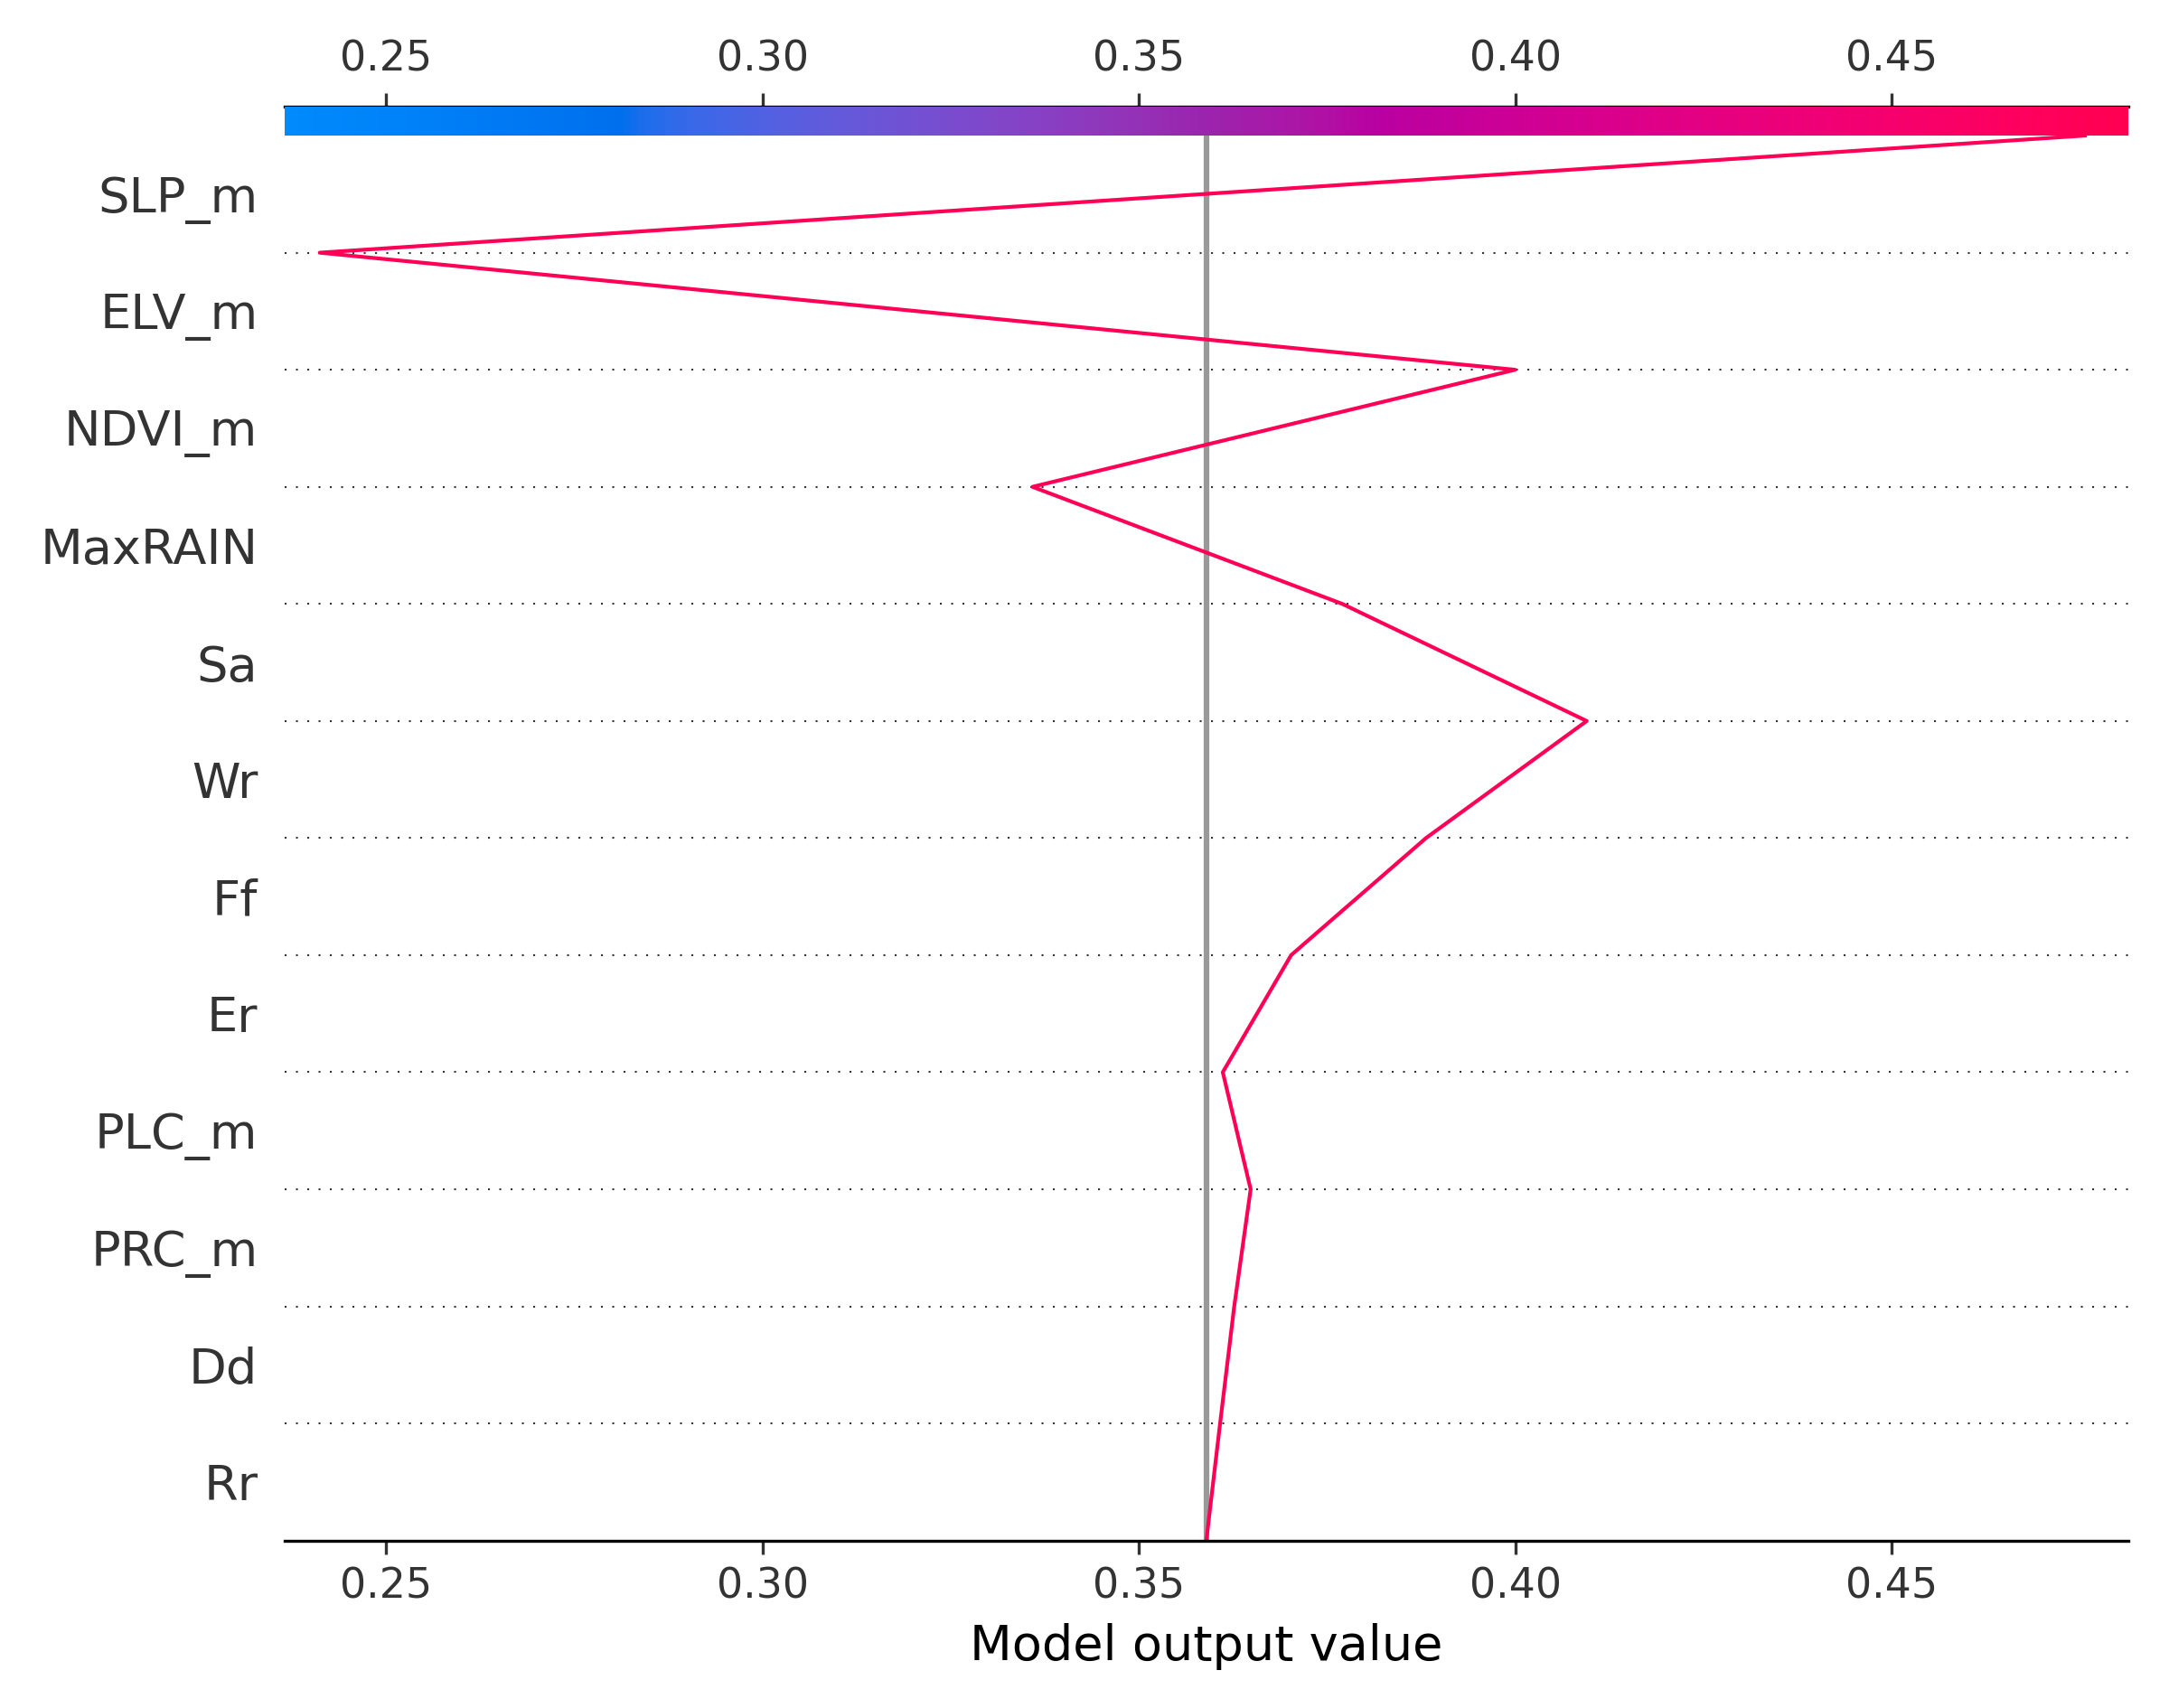 0.25 0.30 0.35 0.40 0.45
SLP_m
ELV_m
NDVI_m
MaxRAIN
Sa
Wr
Ff
Er
PLC_m
PRC_m
Dd
Rr
0.25 0.30 0.35 0.40 0.45
Model output value